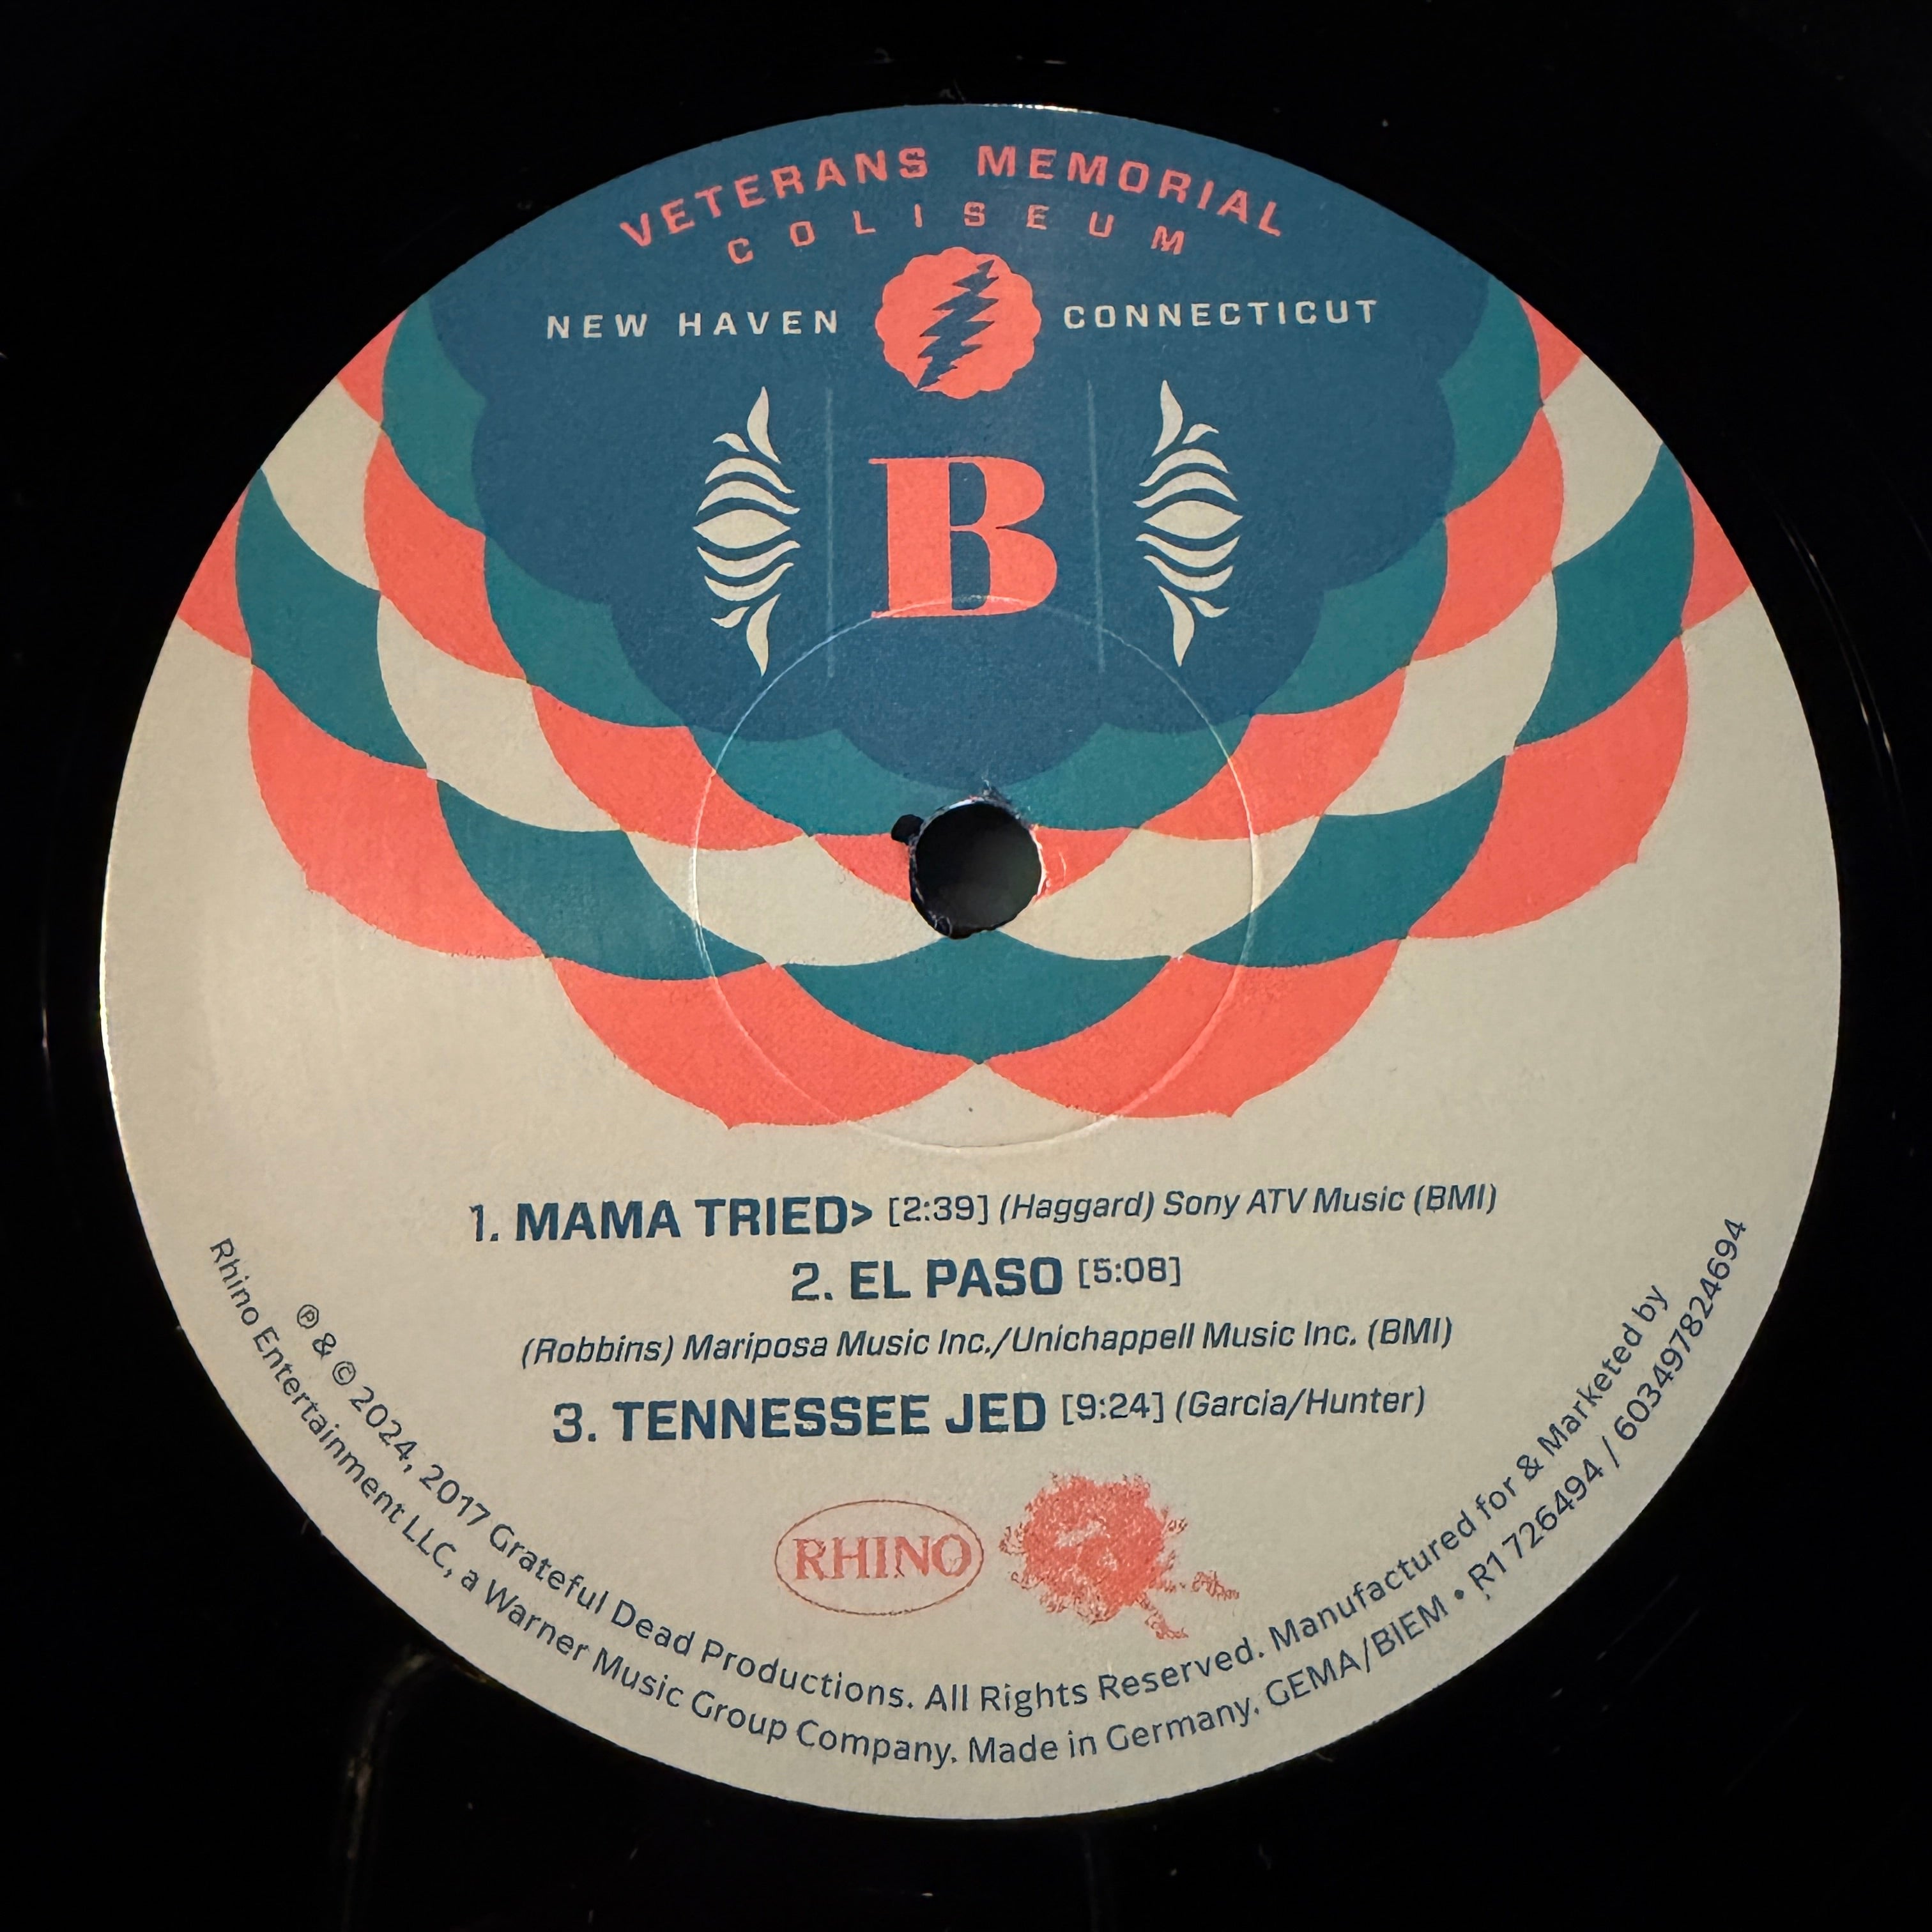 VETERANS MEMORIAL
COLISEUM
NEW HAVEN CONNECTICUT
B
1. MAMA TRIED> [2:39] (Haggard) Sony ATV Music (BMI)
2. EL PASO [5:08]
(Robbins) Mariposa Music Inc./Unichappell Music Inc. (BMI)
3. TENNESSEE JED [9:24] (Garcia/Hunter)
RHINO
℗ & © 2024, 2017 Grateful Dead Productions. All Rights Reserved. Manufactured for & Marketed by
Rhino Entertainment LLC, a Warner Music Group Company. Made in Germany. GEMA/BIEM • R1 726494 / 603497824694